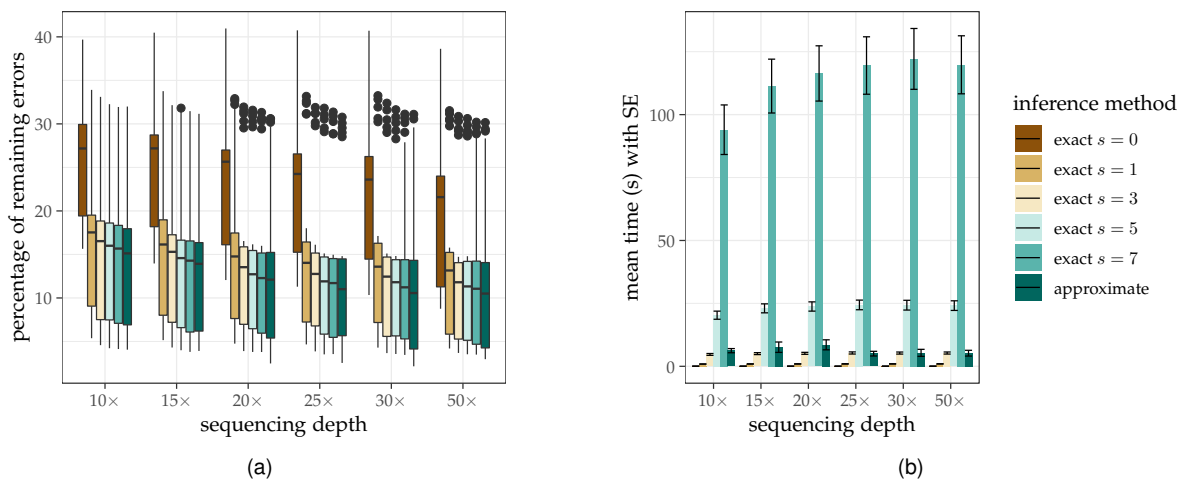 percentage of remaining errors
40
30
20
10
10× 15× 20× 25× 30× 50×
sequencing depth
(a)
mean time (s) with SE
100
50
0
10× 15× 20× 25× 30× 50×
sequencing depth
(b)
inference method
exact s = 0
exact s = 1
exact s = 3
exact s = 5
exact s = 7
approximate